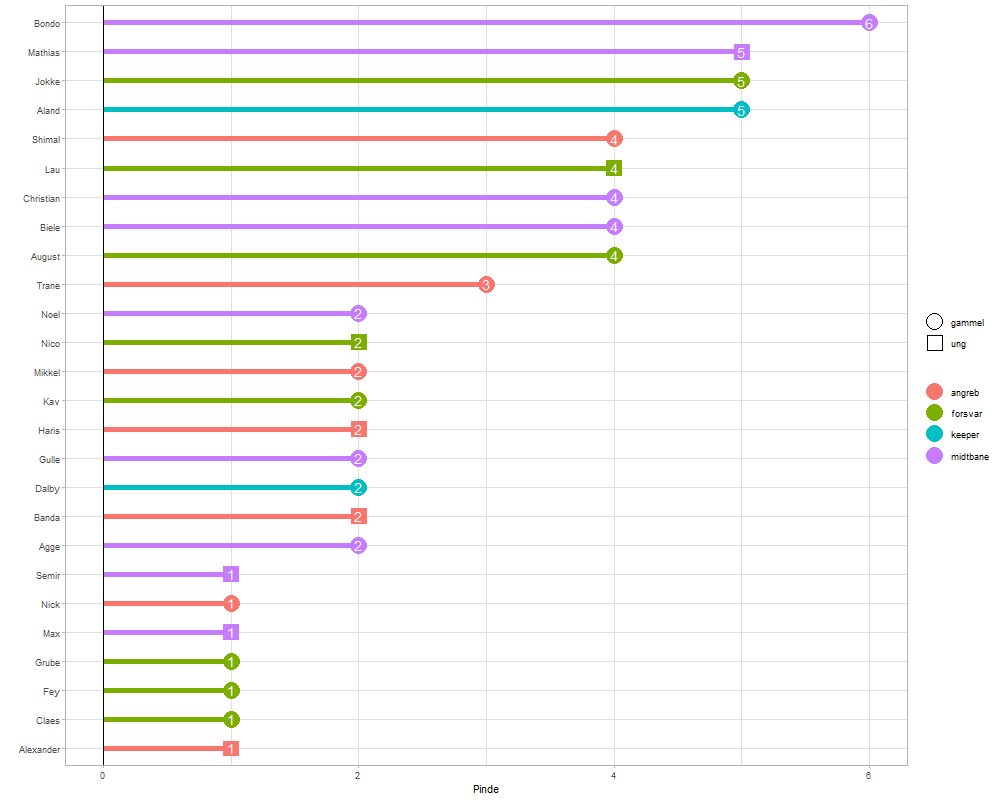 Bondo 6
Mathias 5
Jokke 5
Aland 5
Shimal 4
Lau 4
Christian 4
Biele 4
August 4
Trane 3
Noel 2
gammel
Nico 2
ung
Mikkel 2
angreb
Kav 2
forsvar
Haris 2
keeper
Gulle 2
midtbane
Dalby 2
Banda 2
Agge 2
Semir 1
Nick 1
Max 1
Grube 1
Fey 1
Claes 1
Alexander 1
0 2 4 6
Pinde